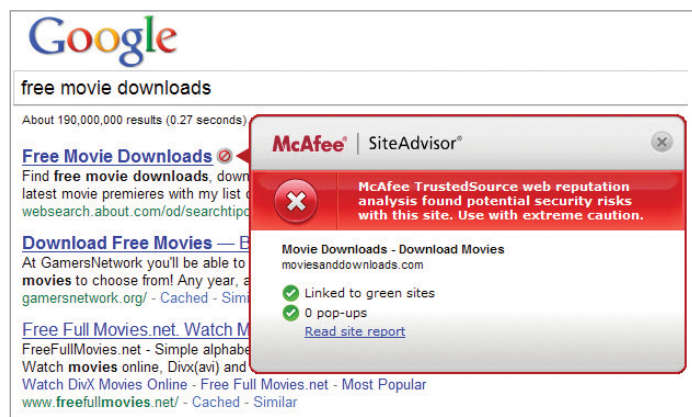 Google
free movie downloads
About 190,000,000 results (0.27 seconds)
Free Movie Downloads
Find free movie downloads, down
latest movie premieres with my list
websearch.about.com/od/searchtip
Download Free Movies — B
At GamersNetwork you'll be able to
movies to choose from! Any year, a
gamersnetwork.org/ - Cached - Simi
Free Full Movies.net. Watch M
FreeFullMovies.net - Simple alphabe
Watch movies online, Divx(avi) and
Watch DivX Movies Online - Free Full Movies.net - Most Popular
www.freefullmovies.net/ - Cached - Similar
McAfee® | SiteAdvisor®
McAfee TrustedSource web reputation
analysis found potential security risks
with this site. Use with extreme caution.
Movie Downloads - Download Movies
moviesanddownloads.com
Linked to green sites
0 pop-ups
Read site report